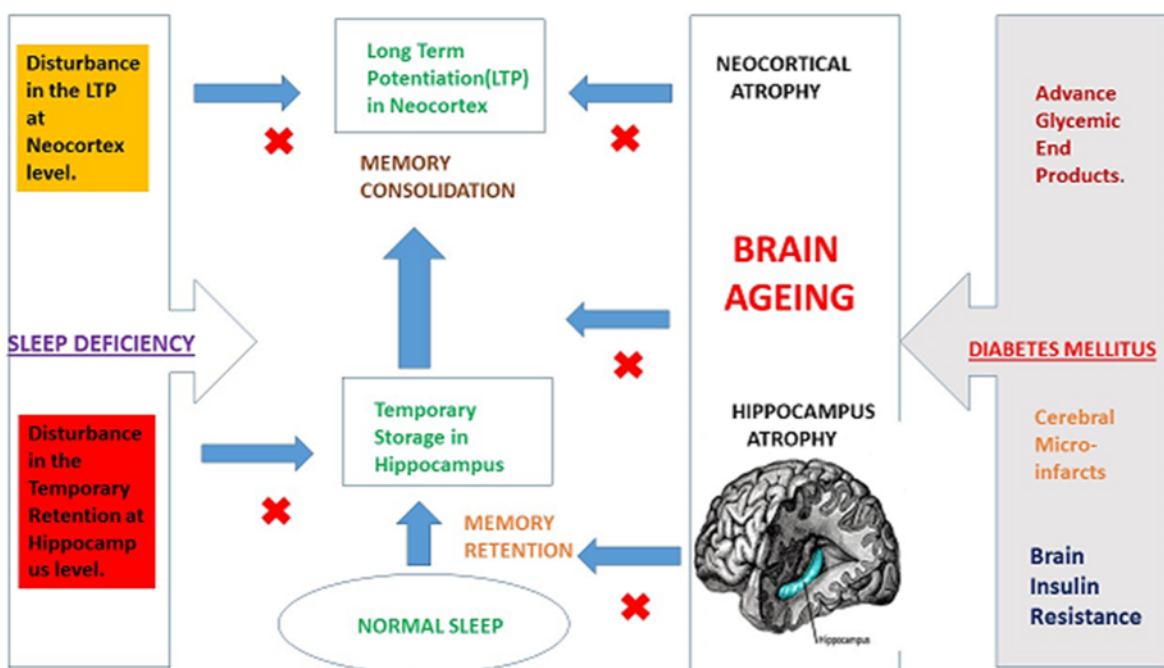 Disturbance
in the LTP
at
Neocortex
level.
SLEEP DEFICIENCY
Disturbance
in the
Temporary
Retention at
Hippocamp
us level.
Long Term
Potentiation(LTP)
in Neocortex
MEMORY
CONSOLIDATION
Temporary
Storage in
Hippocampus
MEMORY
RETENTION
NORMAL SLEEP
NEOCORTICAL
ATROPHY
BRAIN
AGEING
HIPPOCAMPUS
ATROPHY
Hippocampus
Advance
Glycemic
End
Products.
DIABETES MELLITUS
Cerebral
Micro-
infarcts
Brain
Insulin
Resistance